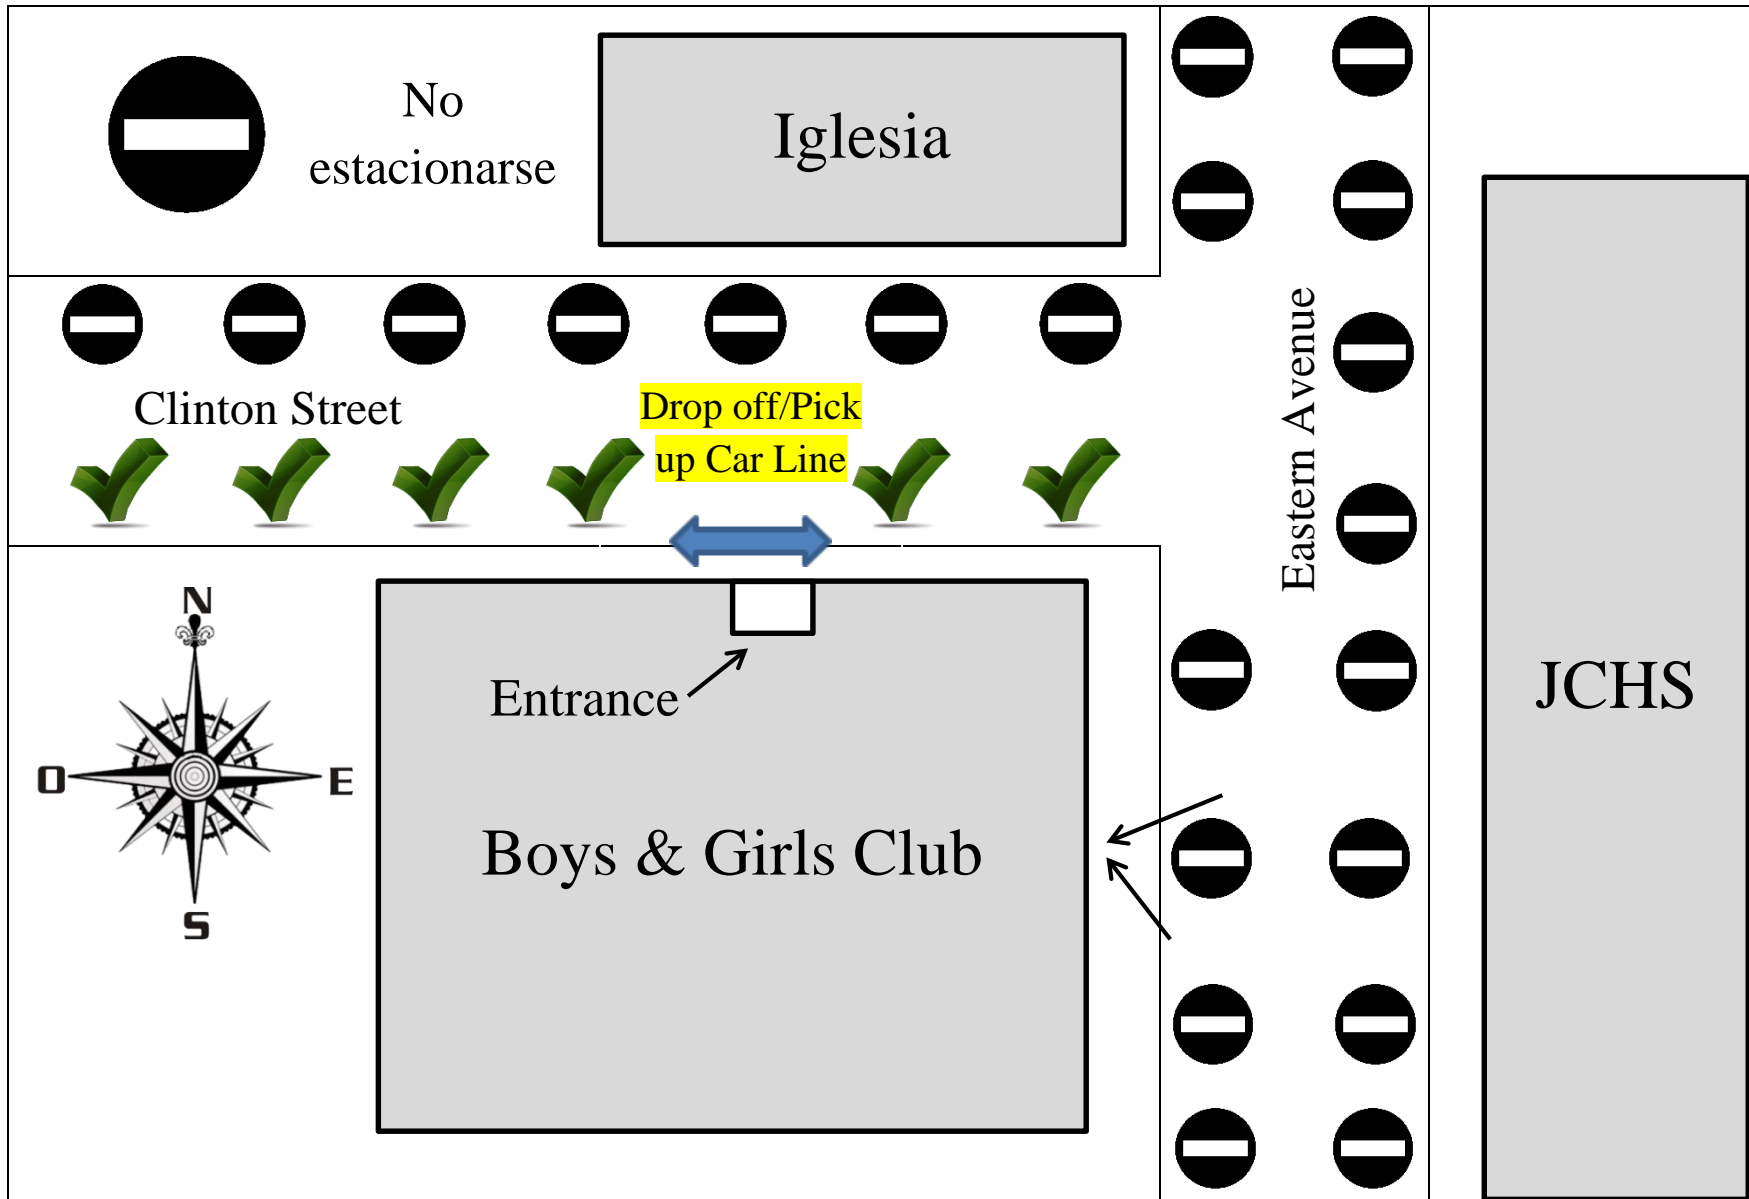 No
estacionarse
Iglesia
Clinton Street
Drop off/Pick
up Car Line
Eastern Avenue
N
O
E
S
Entrance
Boys & Girls Club
JCHS